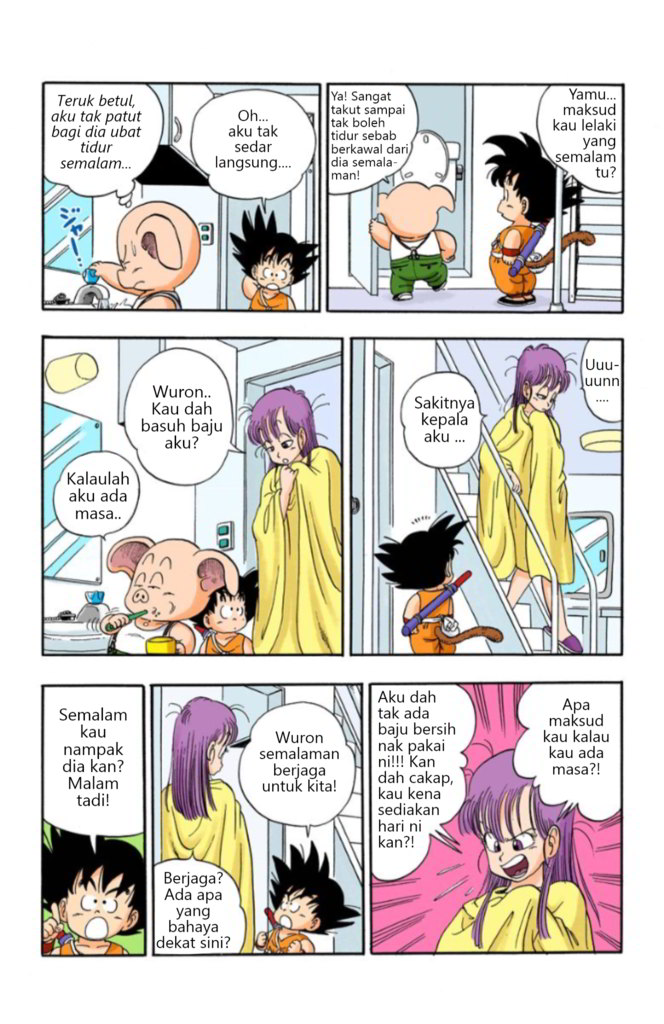 Yamu...
maksud
kau lelaki
yang
semalam
tu?
Ya! Sangat
takut sampai
tak boleh
tidur sebab
berkawal dari
dia semala-
man!
Oh...
aku tak
sedar
langsung....
Teruk betul,
aku tak patut
bagi dia ubat
tidur
semalam...
ジャー
Uuu-
uunn
....
Sakitnya
kepala
aku ...
Wuron..
Kau dah
basuh baju
aku?
Kalaulah
aku ada
masa..
Apa
maksud
kau kalau
kau ada
masa?!
Aku dah
tak ada
baju bersih
nak pakai
ni!!! Kan
dah cakap,
kau kena
sediakan
hari ni
kan?!
Wuron
semalaman
berjaga
untuk kita!
Berjaga?
Ada apa
yang
bahaya
dekat sini?
Semalam
kau
nampak
dia kan?
Malam
tadi!